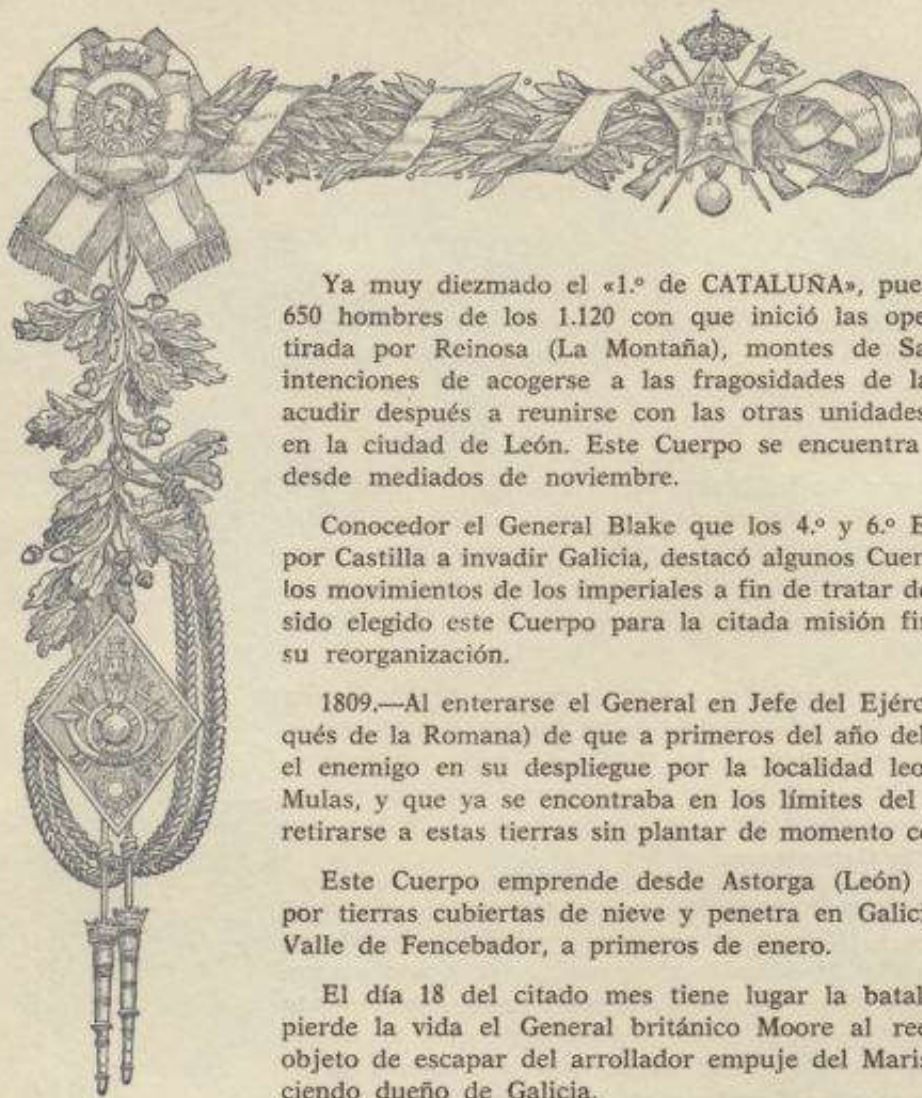 Ya muy diezmado el «1.º de CATALUÑA», pue
650 hombres de los 1.120 con que inició las ope
tirada por Reinosa (La Montaña), montes de Sa
intenciones de acogerse a las fragosidades de la
acudir después a reunirse con las otras unidades
en la ciudad de León. Este Cuerpo se encuentra
desde mediados de noviembre.
Conocedor el General Blake que los 4.º y 6.º E
por Castilla a invadir Galicia, destacó algunos Cuer
los movimientos de los imperiales a fin de tratar de
sido elegido este Cuerpo para la citada misión fin
su reorganización.
1809.—Al enterarse el General en Jefe del Ejérc
qués de la Romana) de que a primeros del año del
el enemigo en su despliegue por la localidad leo
Mulas, y que ya se encontraba en los límites del
retirarse a estas tierras sin plantar de momento c
Este Cuerpo emprende desde Astorga (León)
por tierras cubiertas de nieve y penetra en Galici
Valle de Fencebador, a primeros de enero.
El día 18 del citado mes tiene lugar la batal
pierde la vida el General británico Moore al rec
objeto de escapar del arrollador empuje del Maris
ciendo dueño de Galicia.